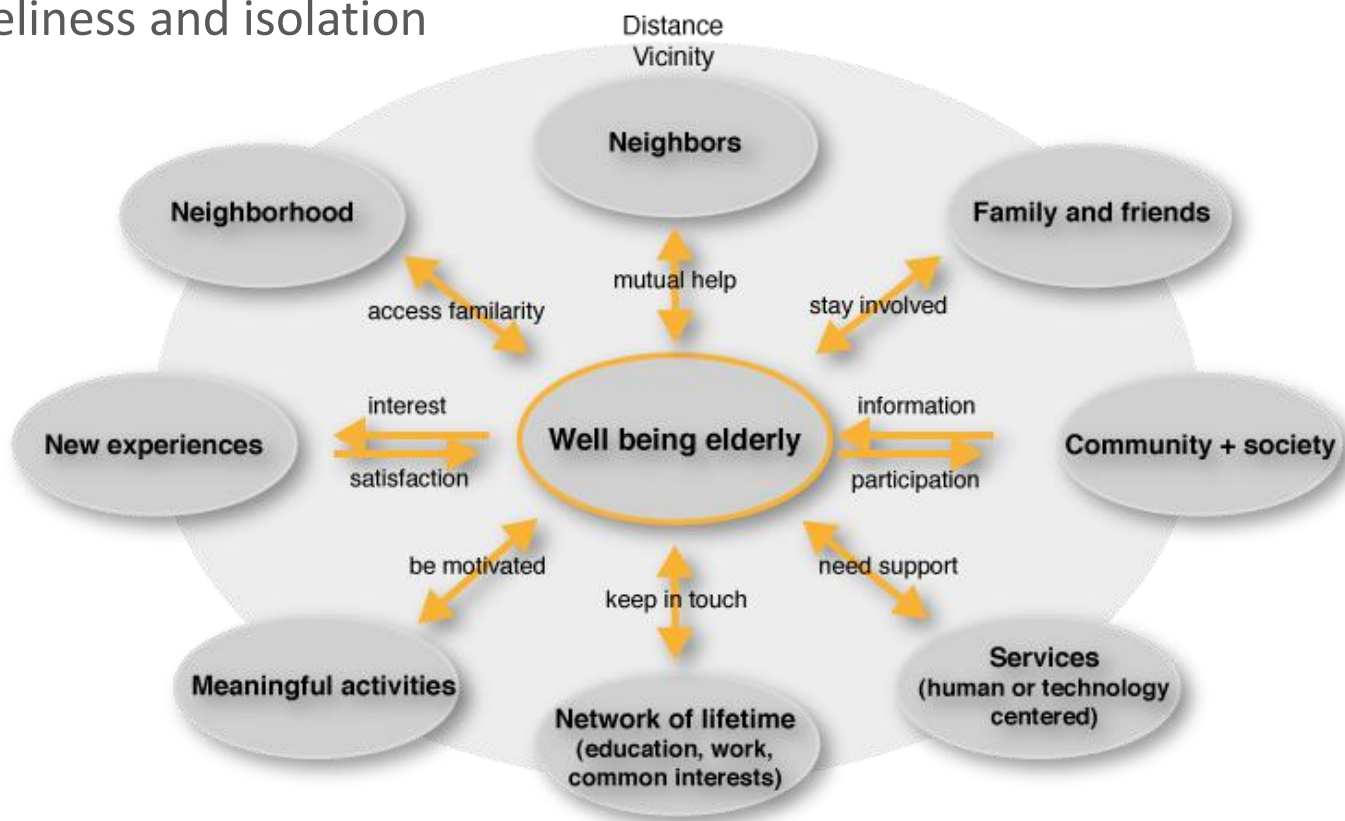 eliness and isolation
Distance
Vicinity
Neighbors
Neighborhood
Family and friends
mutual help
access familarity
stay involved
interest
information
New experiences
Well being elderly
Community + society
satisfaction
participation
be motivated
need support
keep in touch
Meaningful activities
Services
(human or technology
centered)
Network of lifetime
(education, work,
common interests)